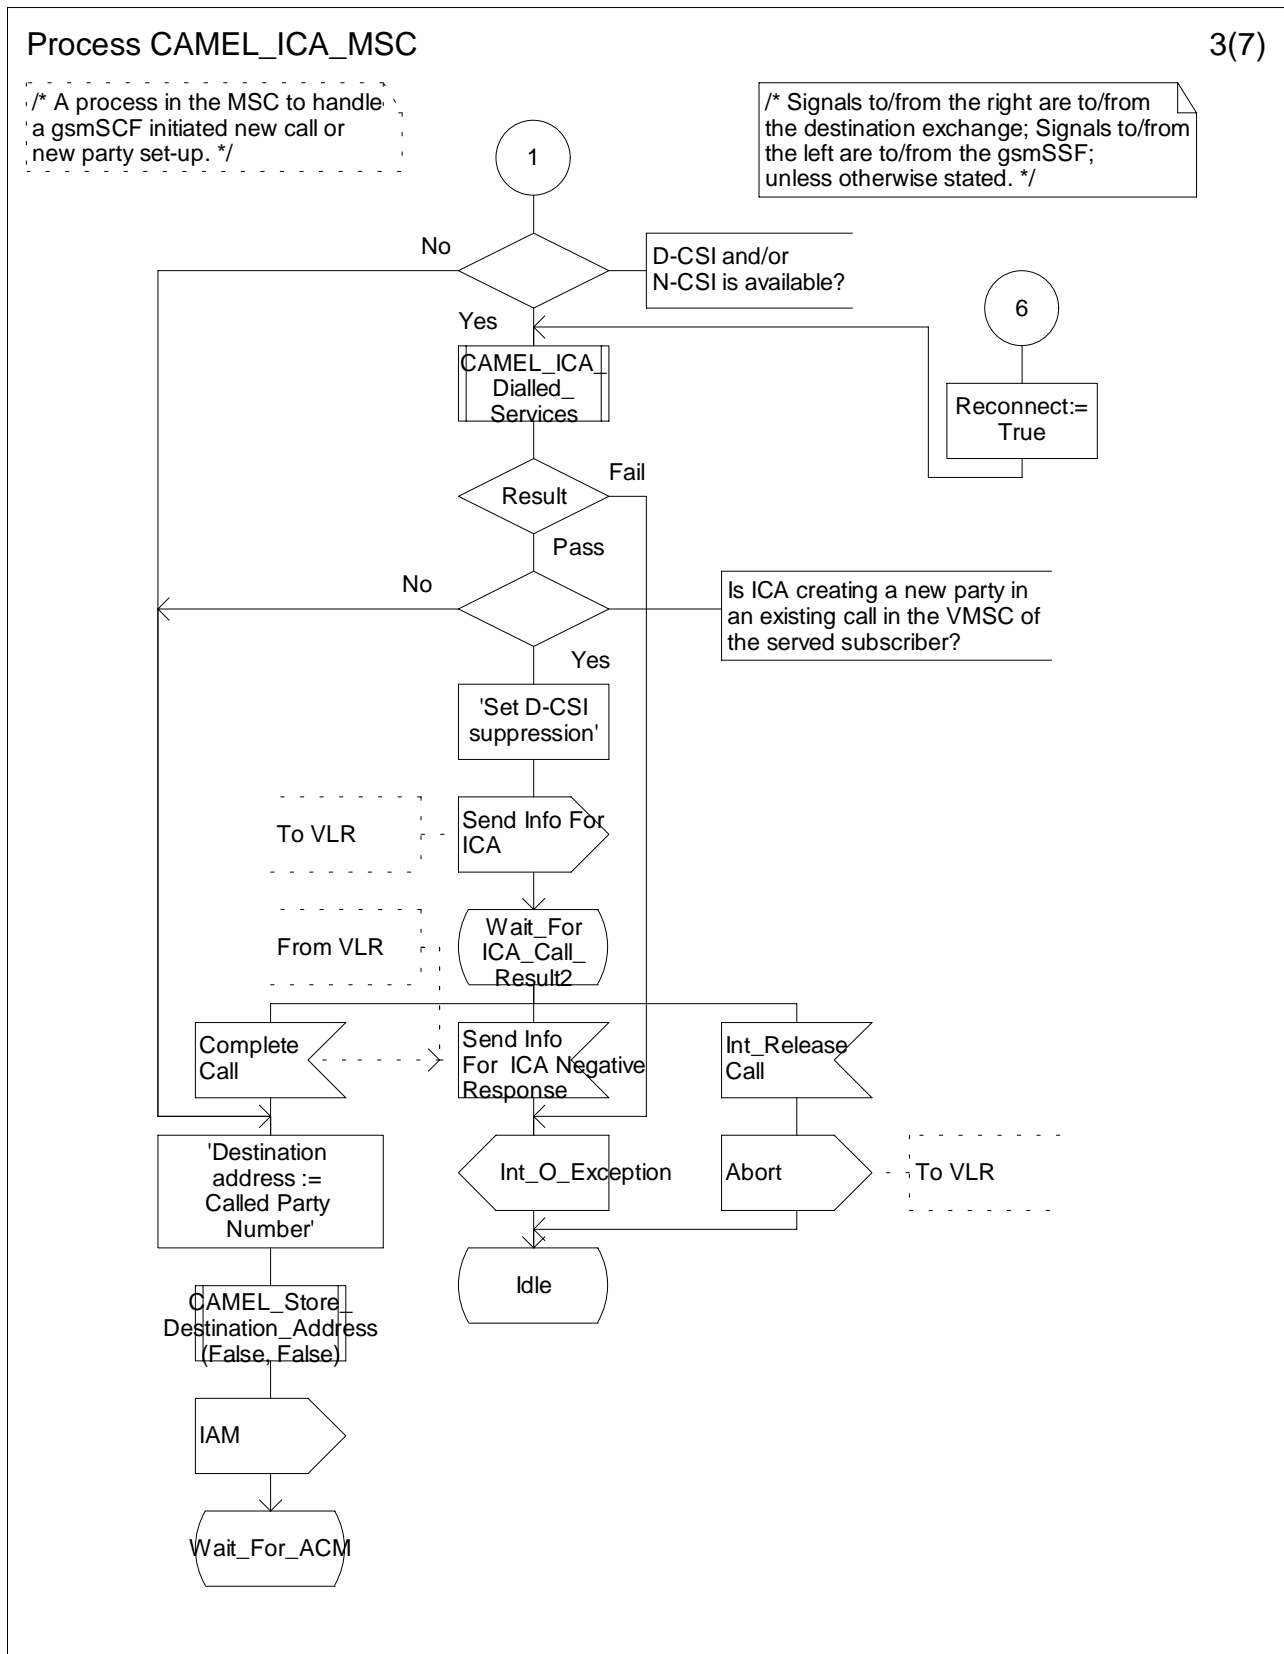 Process CAMEL_ICA_MSC
3(7)
/* A process in the MSC to handle
a gsmSCF initiated new call or
new party set-up. */
/* Signals to/from the right are to/from
the destination exchange; Signals to/from
the left are to/from the gsmSSF;
unless otherwise stated. */
1
No
D-CSI and/or
N-CSI is available?
6
Yes
CAMEL_ICA_
Dialled_
Services
Reconnect:=
True
Fail
Result
Pass
No
Is ICA creating a new party in
an existing call in the VMSC of
the served subscriber?
Yes
'Set D-CSI
suppression'
To VLR
Send Info For
ICA
From VLR
Wait_For
ICA_Call_
Result2
Complete
Call
Send Info
For  ICA Negative
Response
Int_Release
Call
'Destination
address :=
Called Party
Number'
Int_O_Exception
Abort
To VLR
Idle
CAMEL_Store_
Destination_Address
(False, False)
IAM
Wait_For_ACM